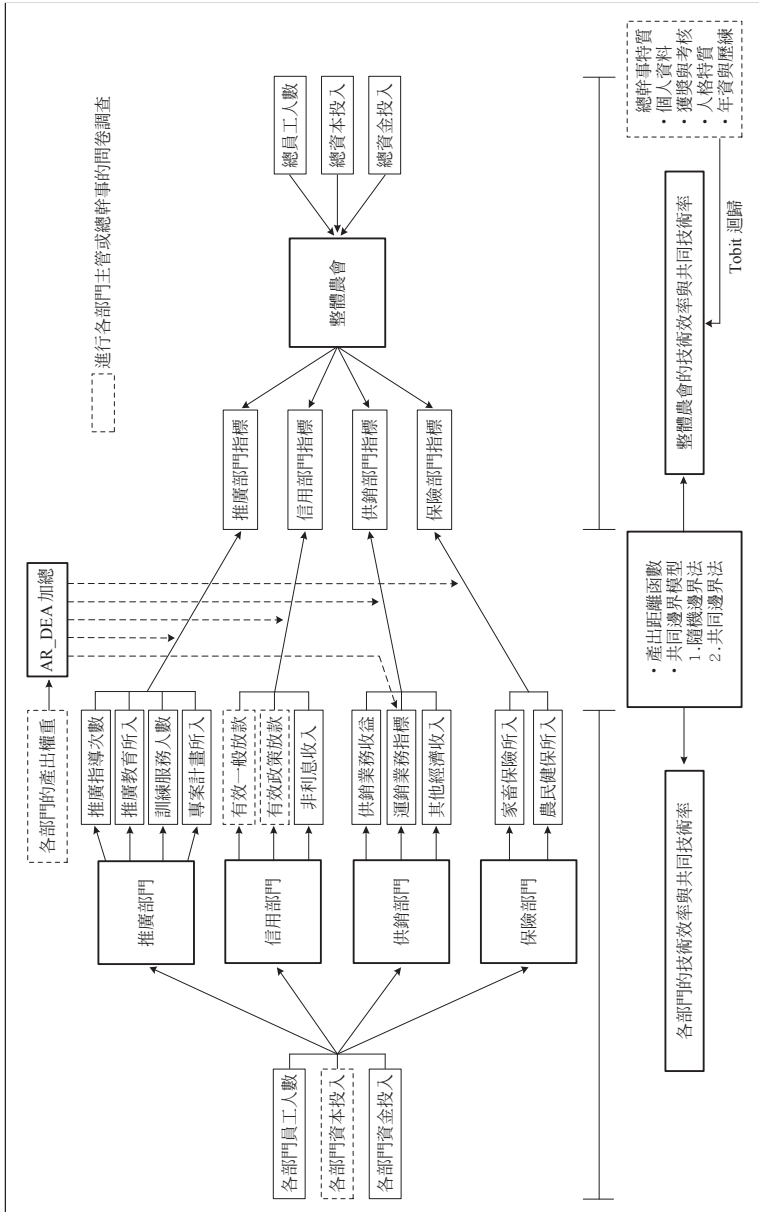 進行各部門主管或總幹事的問卷調查
各部門的產出權重
AR_DEA 加總
各部門員工人數
各部門資本投入
各部門資金投入
推廣部門
信用部門
供銷部門
保險部門
推廣指導次數
推廣教育所入
訓練服務人數
專案計畫所入
有效一般放款
有效政策放款
非利息收入
供銷業務收益
運銷業務指標
其他經濟收入
家畜保險所入
農民健保所入
推廣部門指標
信用部門指標
供銷部門指標
保險部門指標
整體農會
總員工人數
總資本投入
總資金投入
各部門的技術效率與共同技術率
・產出距離函數
・共同邊界模型
1.隨機邊界法
2.共同邊界法
整體農會的技術效率與共同技術率
Tobit 迴歸
總幹事特質
・個人資料
・獲獎與考核
・人格特質
・年資與歷練